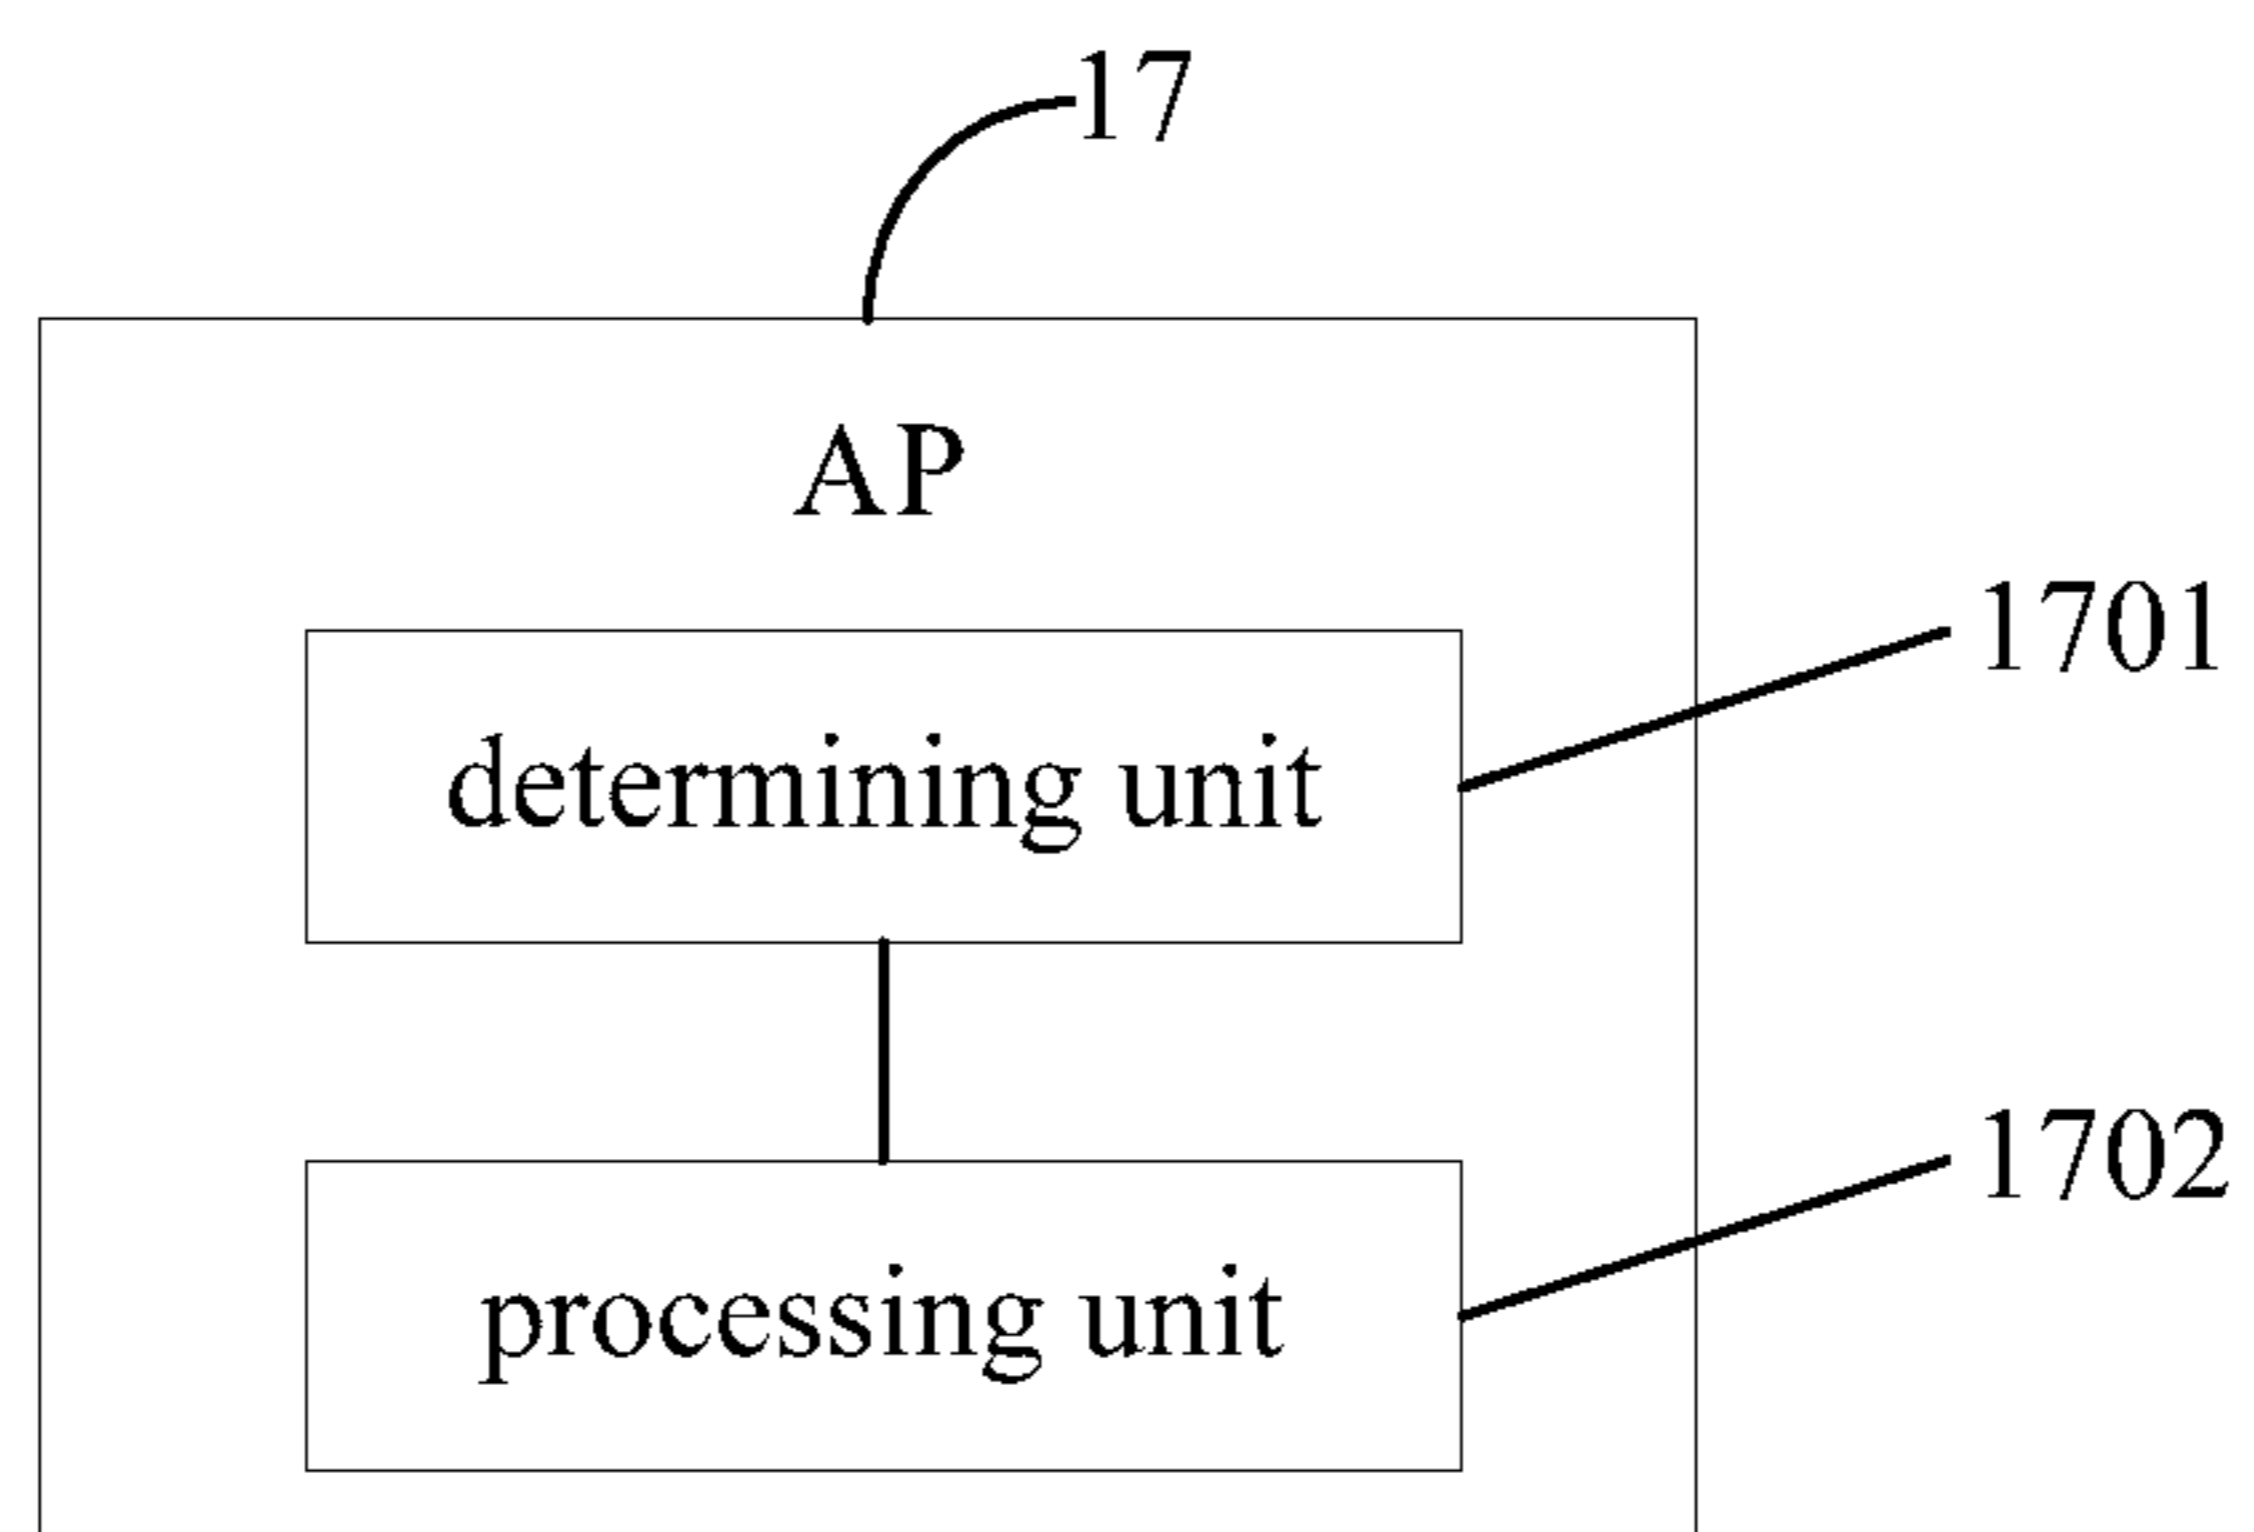 17
AP
1701
determining unit
1702
processing unit